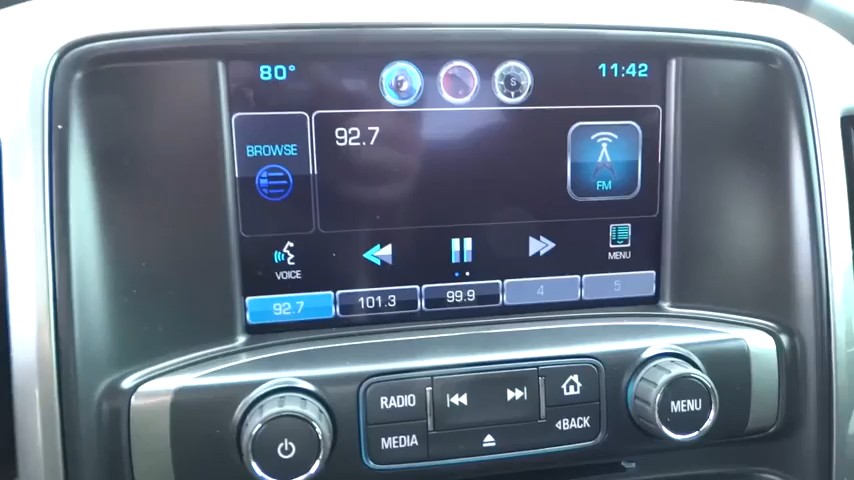 80°
11:42
S
92.7
BROWSE
FM
VOICE
MENU
92.7
101.3
99.9
4
5
RADIO
MEDIA
BACK
MENU